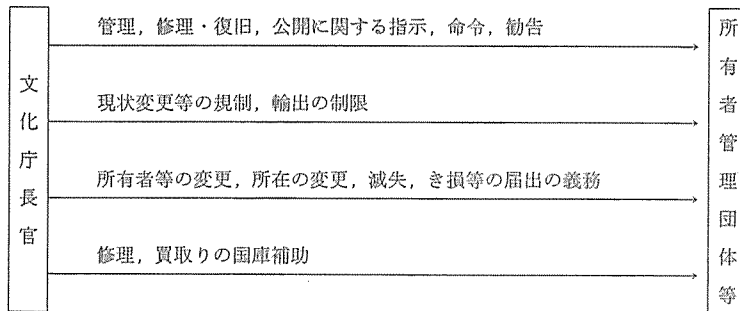 文化庁長官
管理，修理・復旧，公開に関する指示，命令，勧告
現状変更等の規制，輸出の制限
所有者等の変更，所在の変更，滅失，き損等の届出の義務
修理，買取りの国庫補助
所有者管理団体等